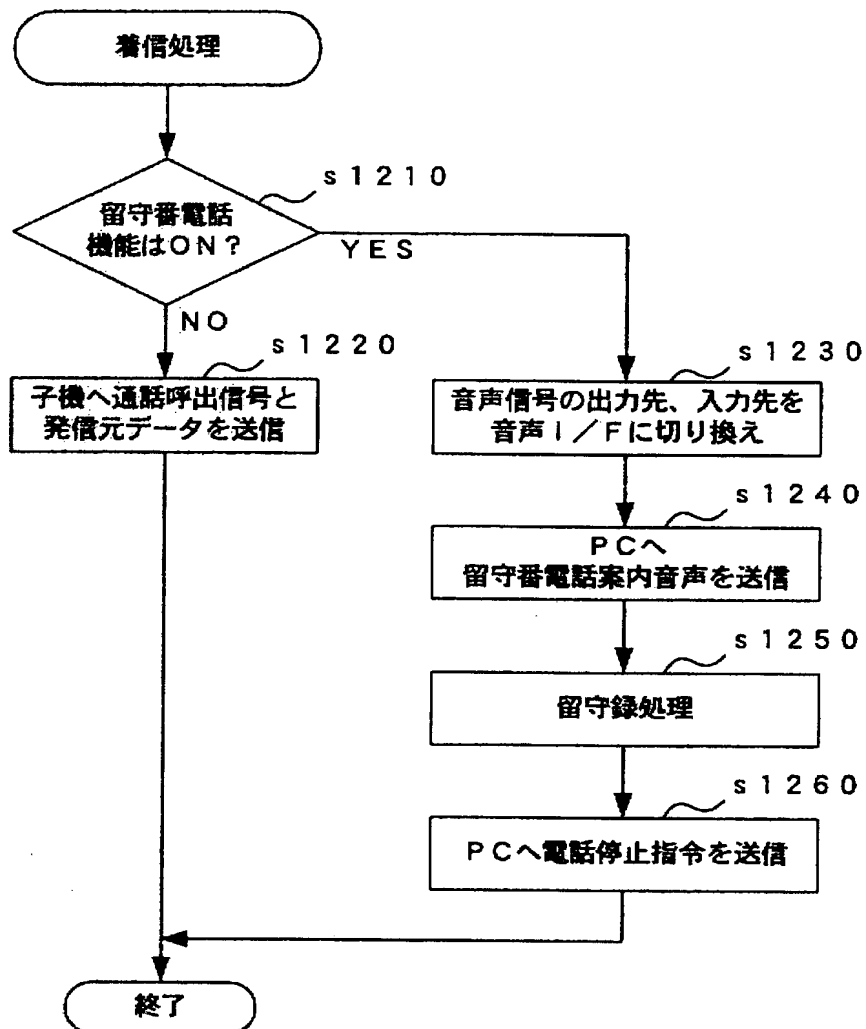 着信処理
s1210
留守番電話
機能はON?
YES
NO
s1220
子機へ通話呼出信号と
発信元データを送信
s1230
音声信号の出力先、入力先を
音声I/Fに切り換え
s1240
PCへ
留守番電話案内音声を送信
s1250
留守録処理
s1260
PCへ電話停止指令を送信
終了